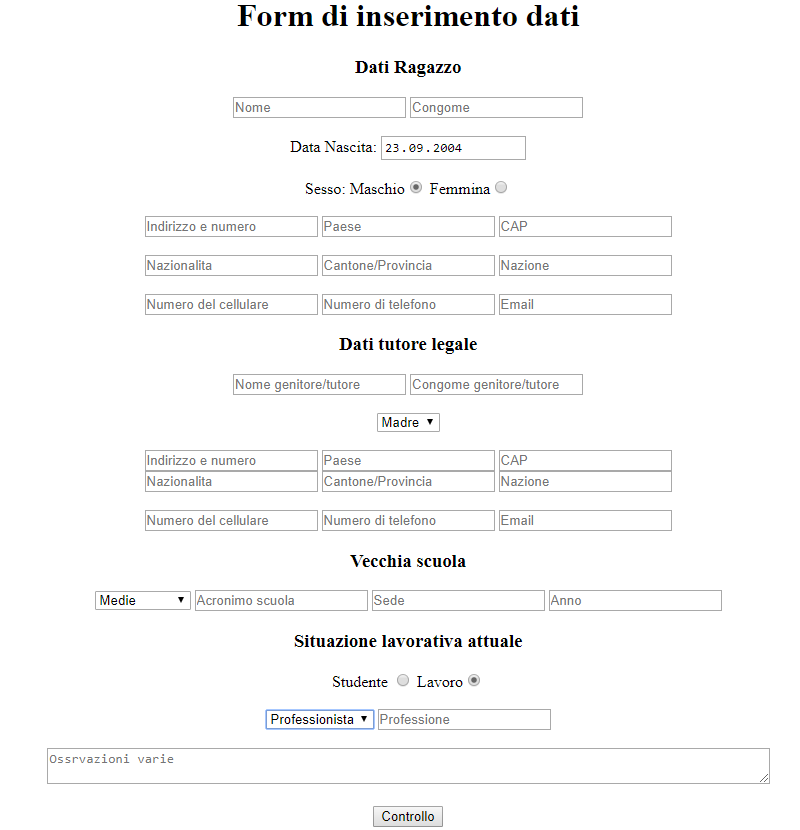 Form di inserimento dati
Dati Ragazzo
Nome Congome
Data Nascita: 23.09.2004
Sesso: Maschio Femmina
Indirizzo e numero Paese CAP
Nazionalita Cantone/Provincia Nazione
Numero del cellulare Numero di telefono Email
Dati tutore legale
Nome genitore/tutore Congome genitore/tutore
Madre
Indirizzo e numero Paese CAP
Nazionalita Cantone/Provincia Nazione
Numero del cellulare Numero di telefono Email
Vecchia scuola
Medie Acronimo scuola Sede Anno
Situazione lavorativa attuale
Studente Lavoro
Professionista Professione
Ossrvazioni varie
Controllo